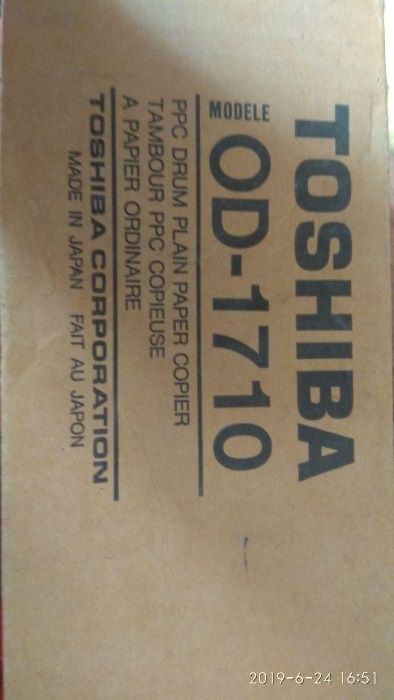 TOSHIBA
MODELE OD-1710
PPC DRUM PLAIN PAPER COPIER
TAMBOUR PPC COPIEUSE
A PAPIER ORDINAIRE
TOSHIBA CORPORATION
MADE IN JAPAN FAIT AU JAPON
2019-6-24 16:51